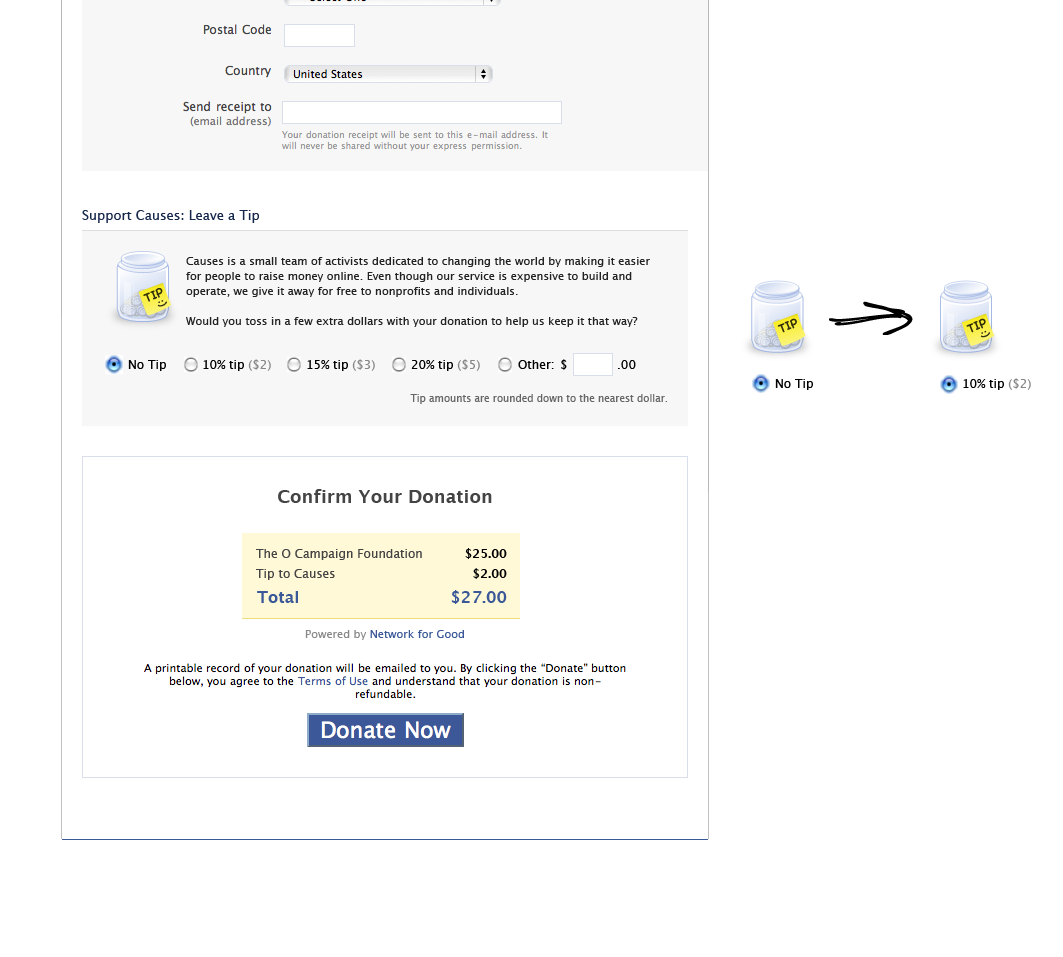 Postal Code
Country
United States
Send receipt to
(email address)
Your donation receipt will be sent to this e-mail address. It
will never be shared without your express permission.
Support Causes: Leave a Tip
TIP
Causes is a small team of activists dedicated to changing the world by making it easier
for people to raise money online. Even though our service is expensive to build and
operate, we give it away for free to nonprofits and individuals.
Would you toss in a few extra dollars with your donation to help us keep it that way?
No Tip 10% tip ($2) 15% tip ($3) 20% tip ($5) Other: $ .00
Tip amounts are rounded down to the nearest dollar.
TIP
No Tip
TIP
10% tip ($2)
Confirm Your Donation
The O Campaign Foundation $25.00
Tip to Causes $2.00
Total $27.00
Powered by Network for Good
A printable record of your donation will be emailed to you. By clicking the “Donate” button
below, you agree to the Terms of Use and understand that your donation is non-
refundable.
Donate Now